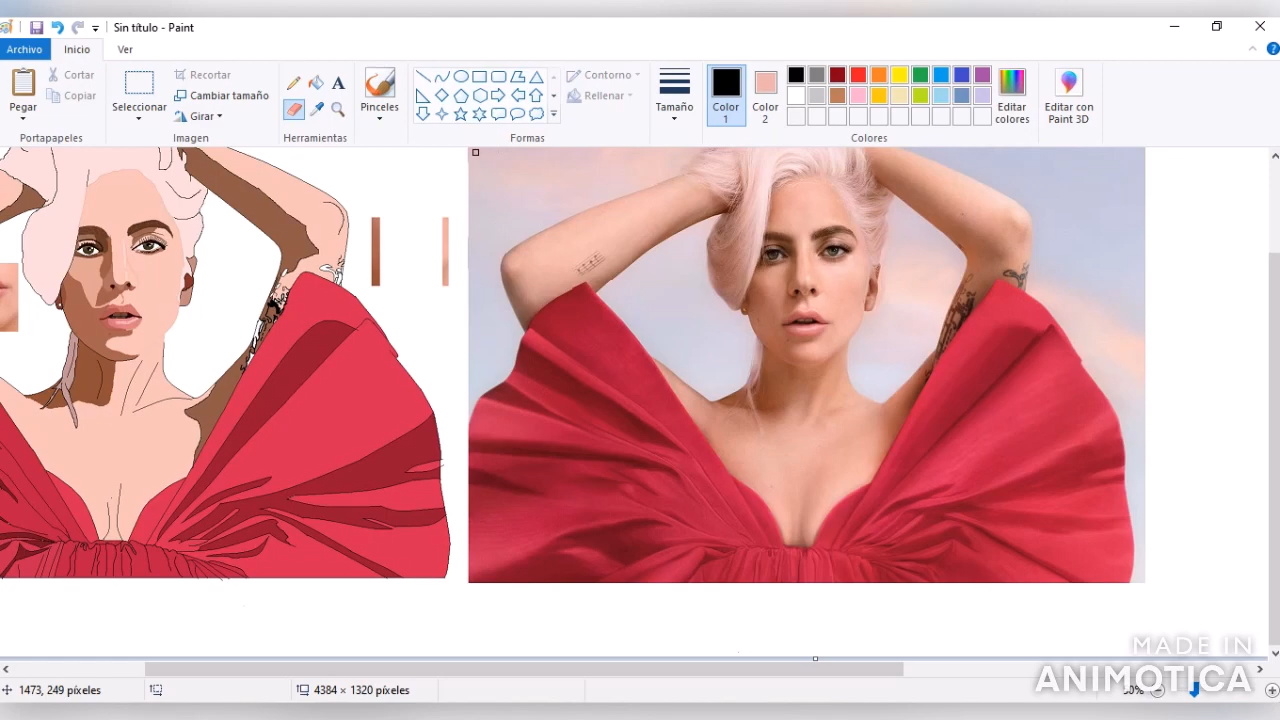 Sin título - Paint
Archivo
Inicio
Ver
Pegar
Cortar
Copiar
Portapapeles
Seleccionar
Recortar
Cambiar tamaño
Girar
Imagen
A
Herramientas
Pinceles
Contorno
Rellenar
Formas
Tamaño
Color
1
Color
2
Editar
colores
Colores
Editar con
Paint 3D
MADE IN
ANIMOTICA
1473, 249 píxeles
4384 × 1320 píxeles